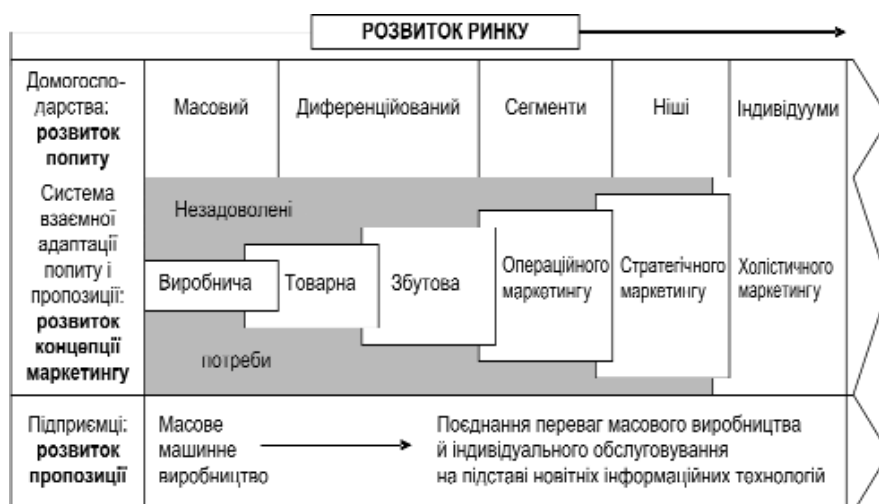 РОЗВИТОК РИНКУ
Домогоспо-
дарства:
розвиток
попиту
Масовий
Диференційований
Сегменти
Ніші
Індивідууми
Система
взаємної
адаптації
попиту і
пропозиції:
розвиток
концепції
маркетингу
Незадоволені
Виробнича
Товарна
Збутова
Операційного
маркетингу
Стратегічного
маркетингу
Холістичного
маркетингу
потреби
Підприємці:
розвиток
пропозиції
Масове
машинне
виробництво
Поєднання переваг масового виробництва
й індивідуального обслуговування
на підставі новітніх інформаційних технологій